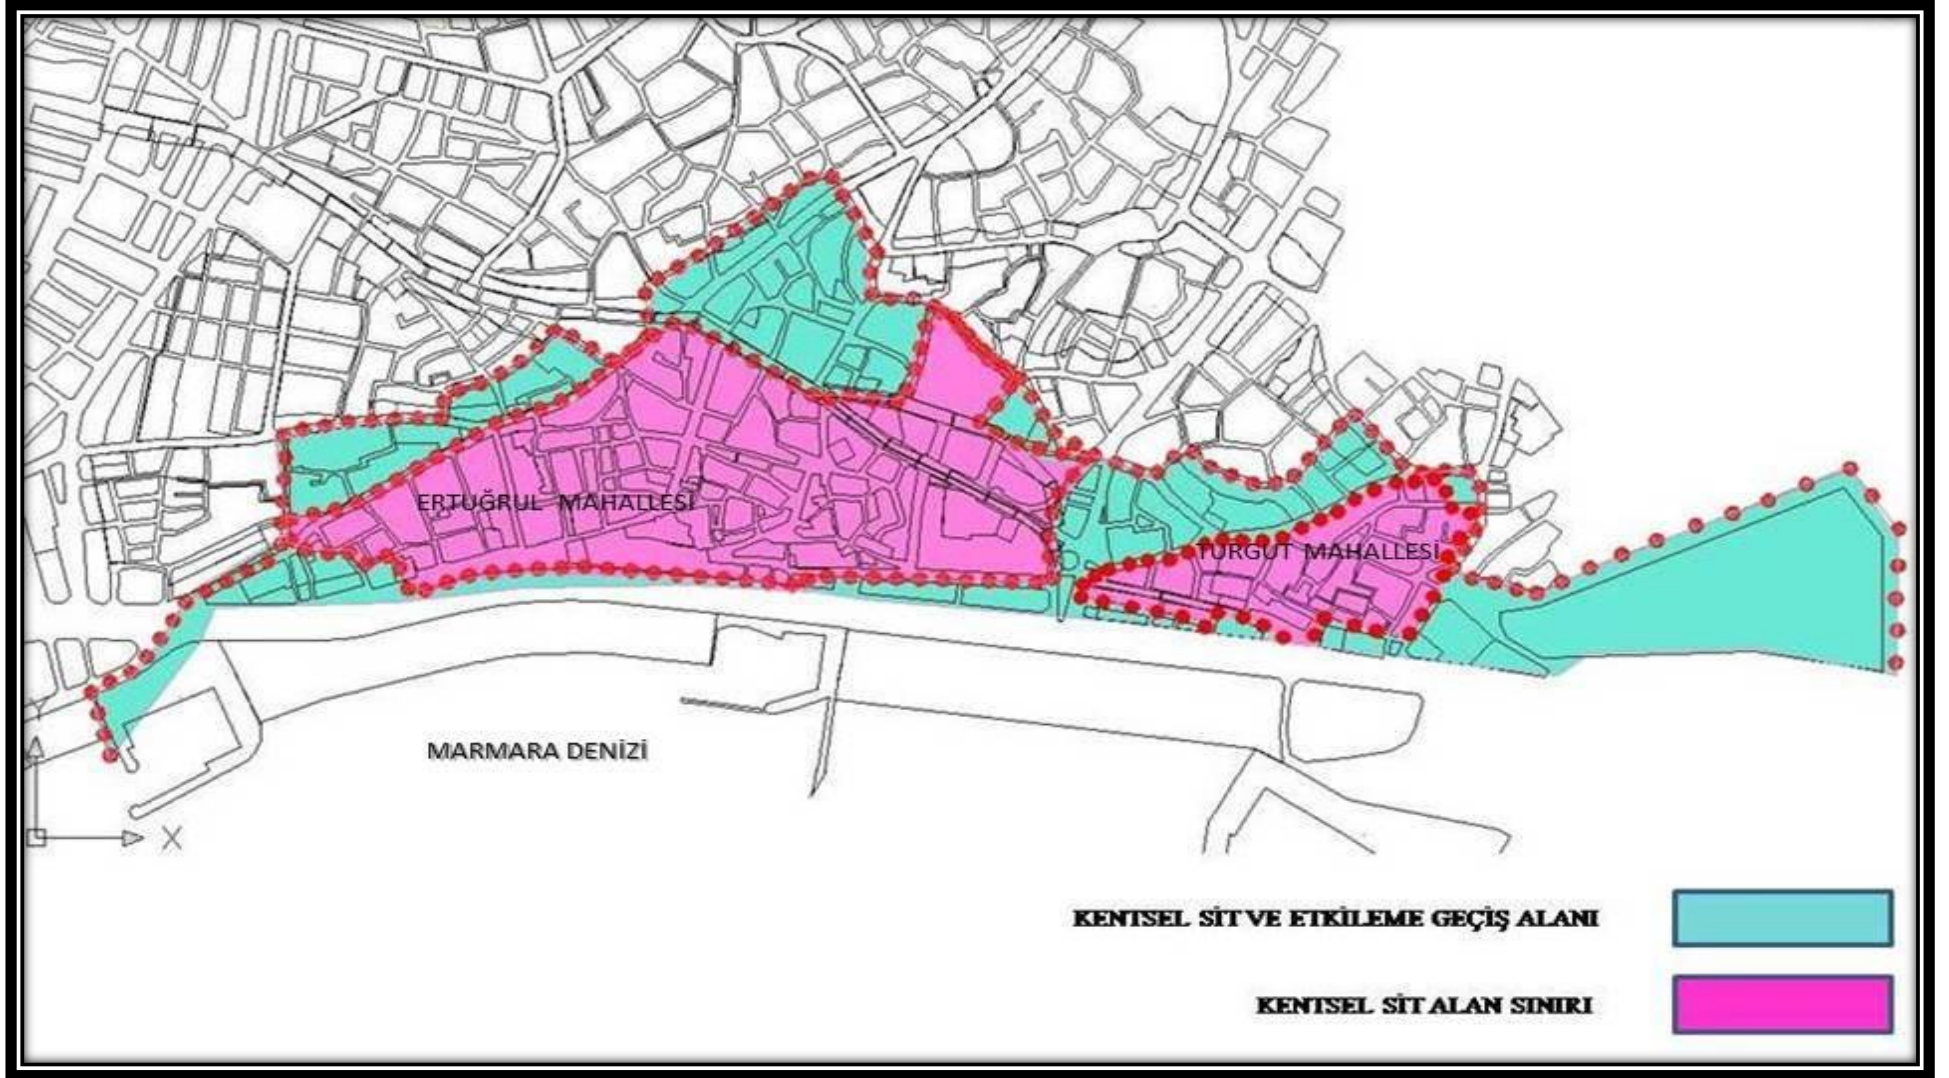 ERTUĞRUL MAHALLESİ
TURGUT MAHALLESİ
MARMARA DENİZİ
X
KENTSEL SİT VE ETKİLEME GEÇİŞ ALANI
KENTSEL SİT ALAN SINIRI